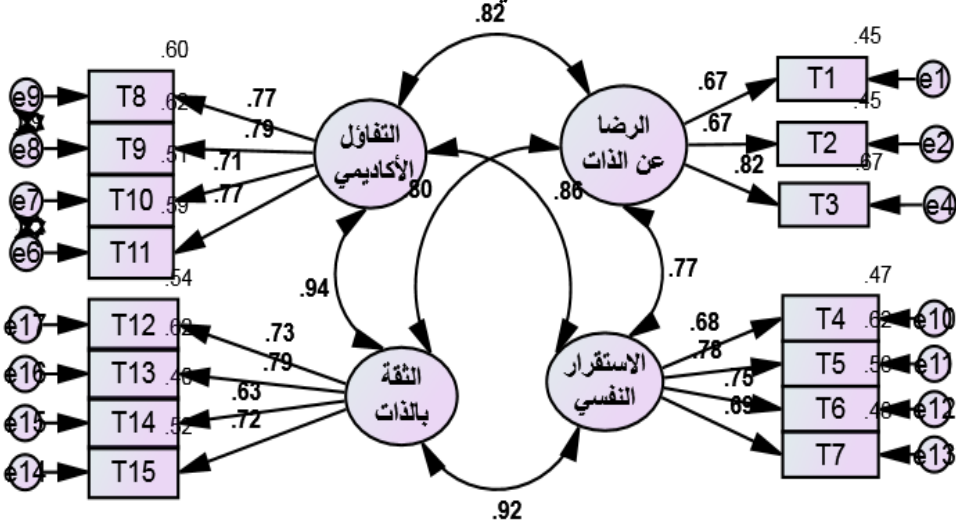 .82
.60
.45
e9
T8
.62
.77
e8
T9
.79
.51
e7
T10
.71
.59
e6
T11
.77
التفاؤل
الأكاديمي
.80
الرضا
عن الذات
.86
.67
T1
e1
.45
.67
T2
e2
.67
.82
T3
e4
.94
.77
.54
.47
e17
T12
.62
.73
e16
T13
.79
e15
T14
.63
.52
e14
T15
.72
الثقة
بالذات
الاستقرار
النفسي
.68
T4
e10
.62
.78
T5
e11
.75
T6
e12
.69
T7
e13
.92